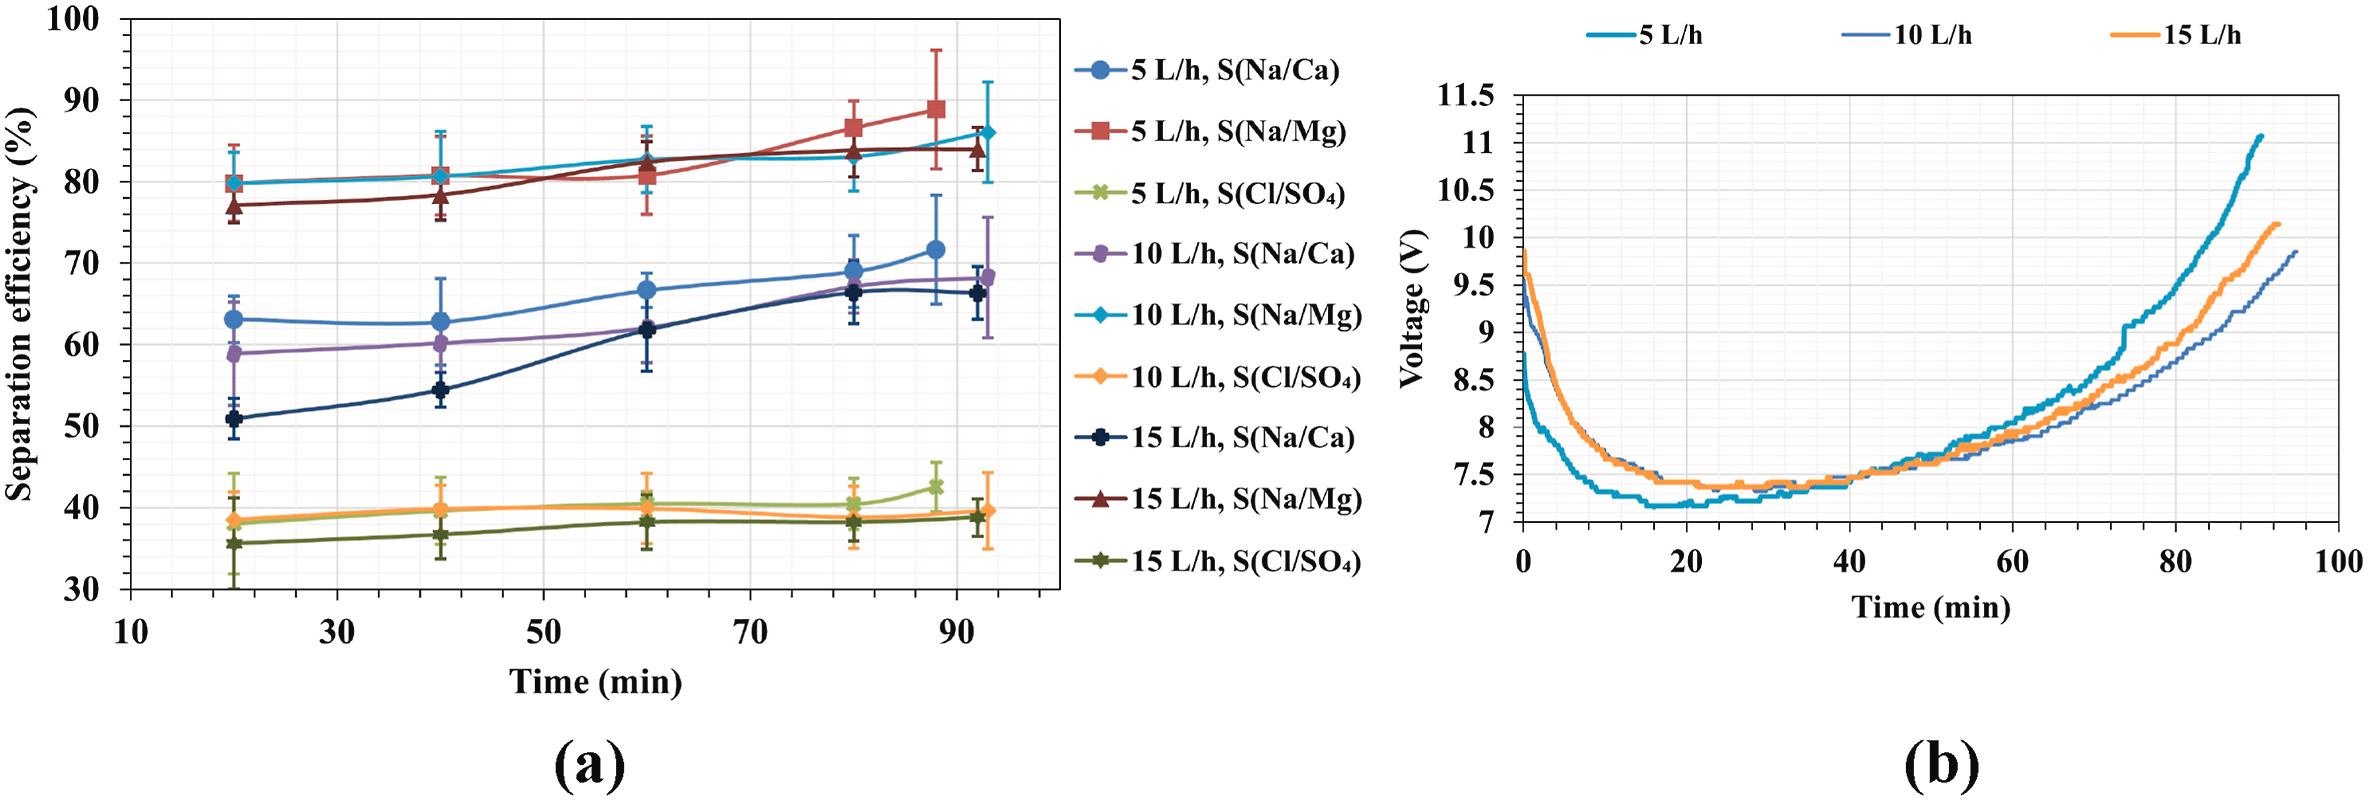 Separation efficiency (%)
100
90
80
70
60
50
40
30
10 30 50 70 90
Time (min)
5 L/h, S(Na/Ca)
5 L/h, S(Na/Mg)
5 L/h, S(Cl/SO₄)
10 L/h, S(Na/Ca)
10 L/h, S(Na/Mg)
10 L/h, S(Cl/SO₄)
15 L/h, S(Na/Ca)
15 L/h, S(Na/Mg)
15 L/h, S(Cl/SO₄)
(a)
5 L/h 10 L/h 15 L/h
Voltage (V)
11.5
11
10.5
10
9.5
9
8.5
8
7.5
7
0 20 40 60 80 100
Time (min)
(b)